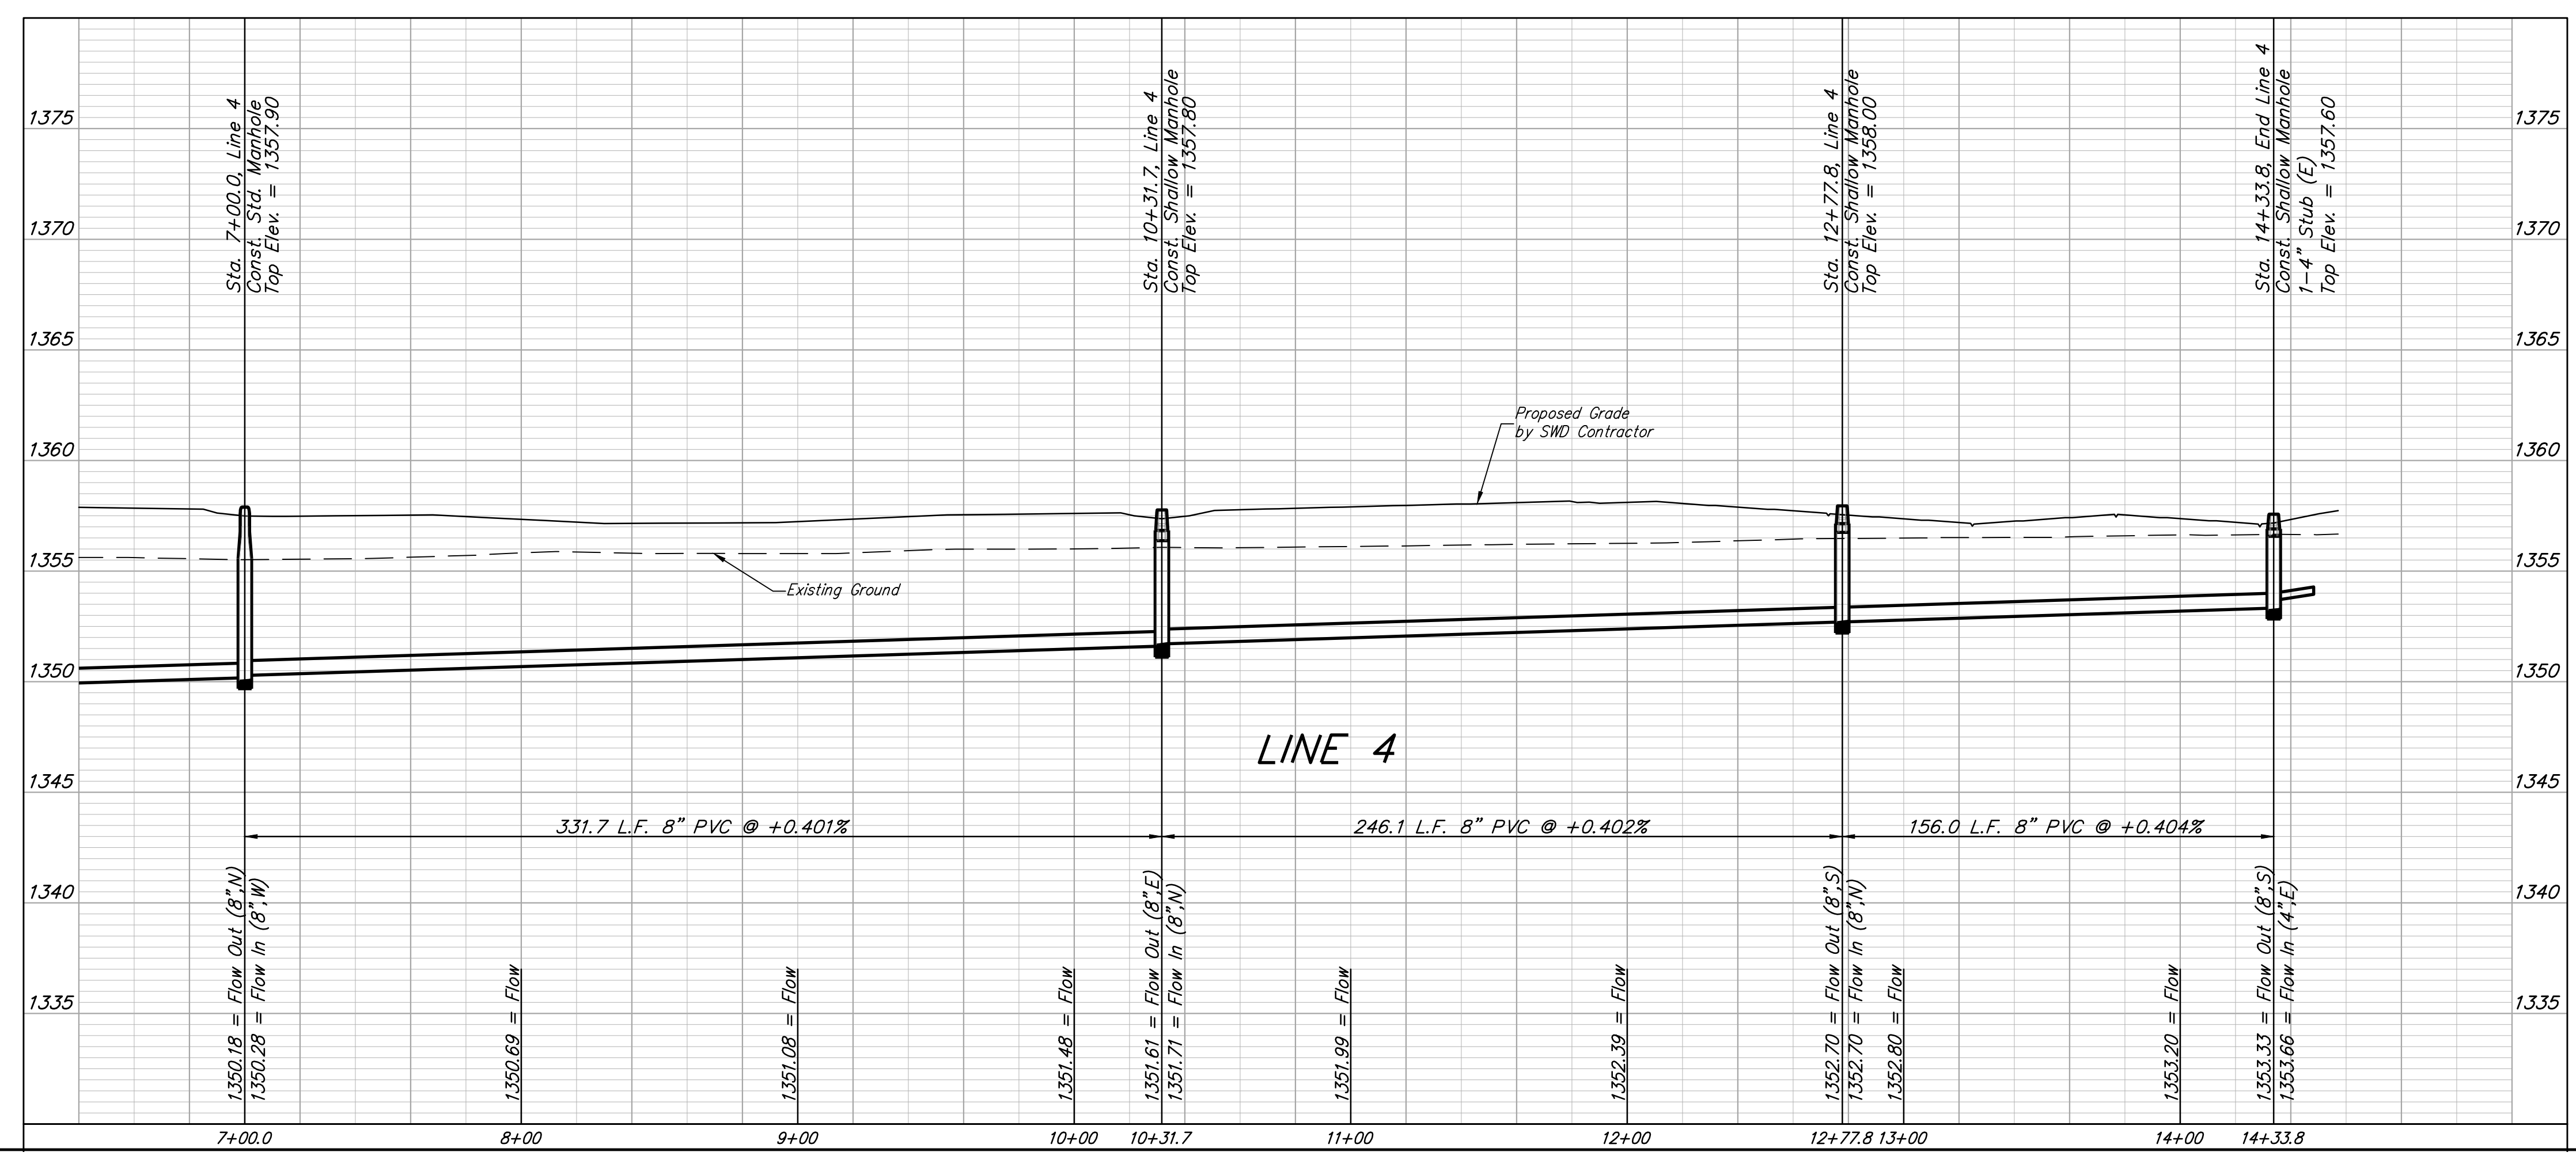 Sta. 7+00.0, Line 4
Const. Std. Manhole
Top Elev. = 1357.90
Sta. 10+31.7, Line 4
Const. Shallow Manhole
Top Elev. = 1357.80
Sta. 12+77.8, Line 4
Const. Shallow Manhole
Top Elev. = 1358.00
Sta. 14+33.8, End Line 4
Const. Shallow Manhole
1-4" Stub (E)
Top Elev. = 1357.60
1375 1375
1370 1370
1365 1365
1360 1360
1355 1355
1350 1350
1345 1345
1340 1340
1335 1335
Proposed Grade
by SWD Contractor
Existing Ground
LINE 4
331.7 L.F. 8" PVC @ +0.401%
246.1 L.F. 8" PVC @ +0.402%
156.0 L.F. 8" PVC @ +0.404%
1350.18 = Flow Out (8",N)
1350.28 = Flow In (8",W)
1350.69 = Flow
1351.08 = Flow
1351.48 = Flow
1351.61 = Flow Out (8",E)
1351.71 = Flow In (8",N)
1351.99 = Flow
1352.39 = Flow
1352.70 = Flow Out (8",S)
1352.70 = Flow In (8",N)
1352.80 = Flow
1353.20 = Flow
1353.33 = Flow Out (8",S)
1353.66 = Flow In (4",E)
7+00.0 8+00 9+00 10+00 10+31.7 11+00 12+00 12+77.8 13+00 14+00 14+33.8